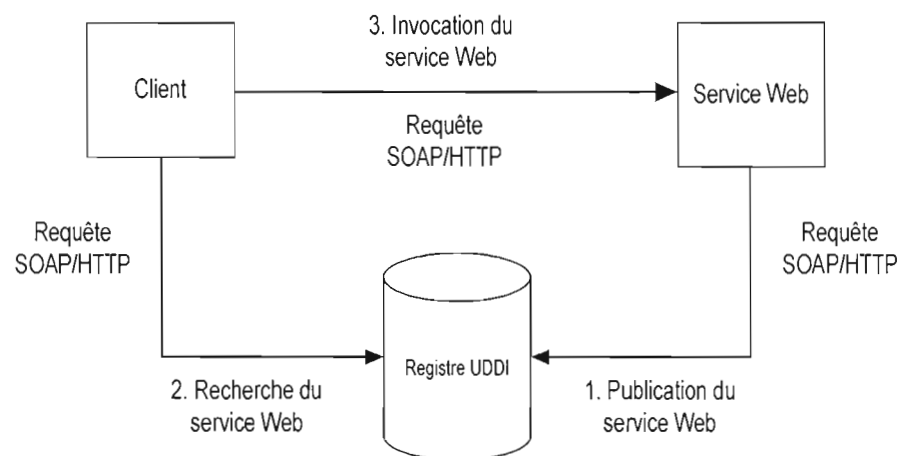 3. Invocation du
service Web
Client
Service Web
Requête
SOAP/HTTP
Requête
SOAP/HTTP
Requête
SOAP/HTTP
Registre UDDI
2. Recherche du
service Web
1. Publication du
service Web